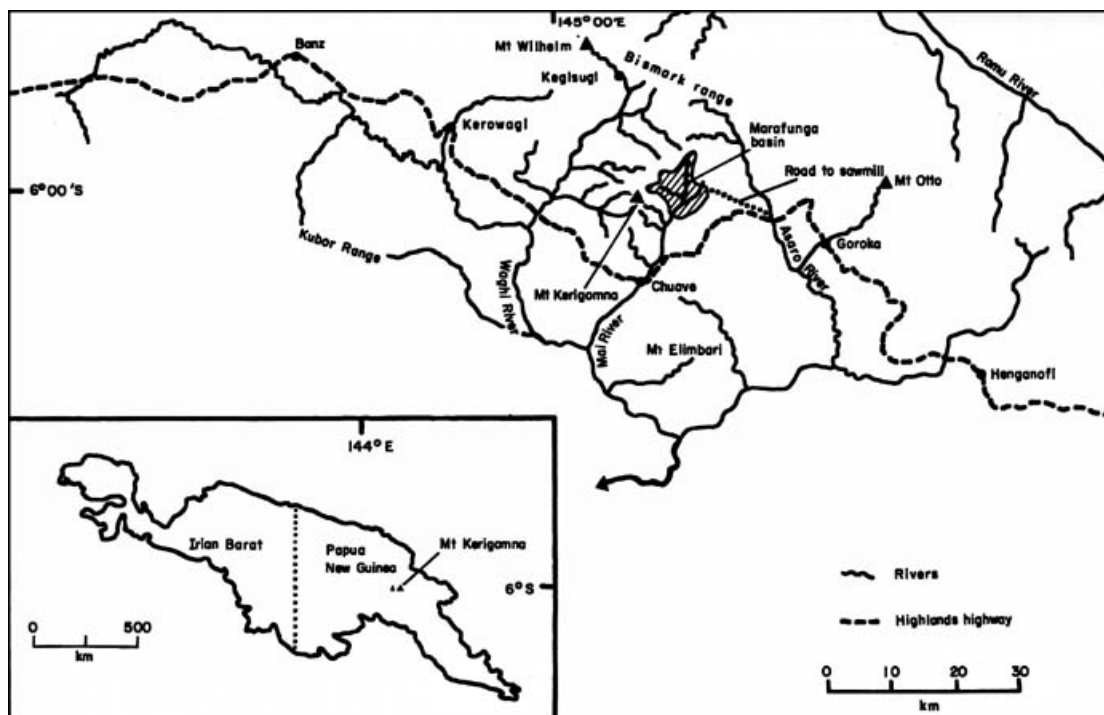 145°00'E
Banz
Mt Wilhelm
Kegisugl
Bismark range
Ramu River
Kerowagi
Marafunga
basin
Road to sawmill
Mt Otto
6°00'S
Kubor Range
Asaro River
Goroka
Waghi River
Mt Kerigomna
Chuave
Mai River
Mt Elimbari
Henganofi
144°E
Irian Barat
Papua
New Guinea
Mt Kerigomna
6°S
0 500
km
Rivers
Highlands highway
0 10 20 30
km